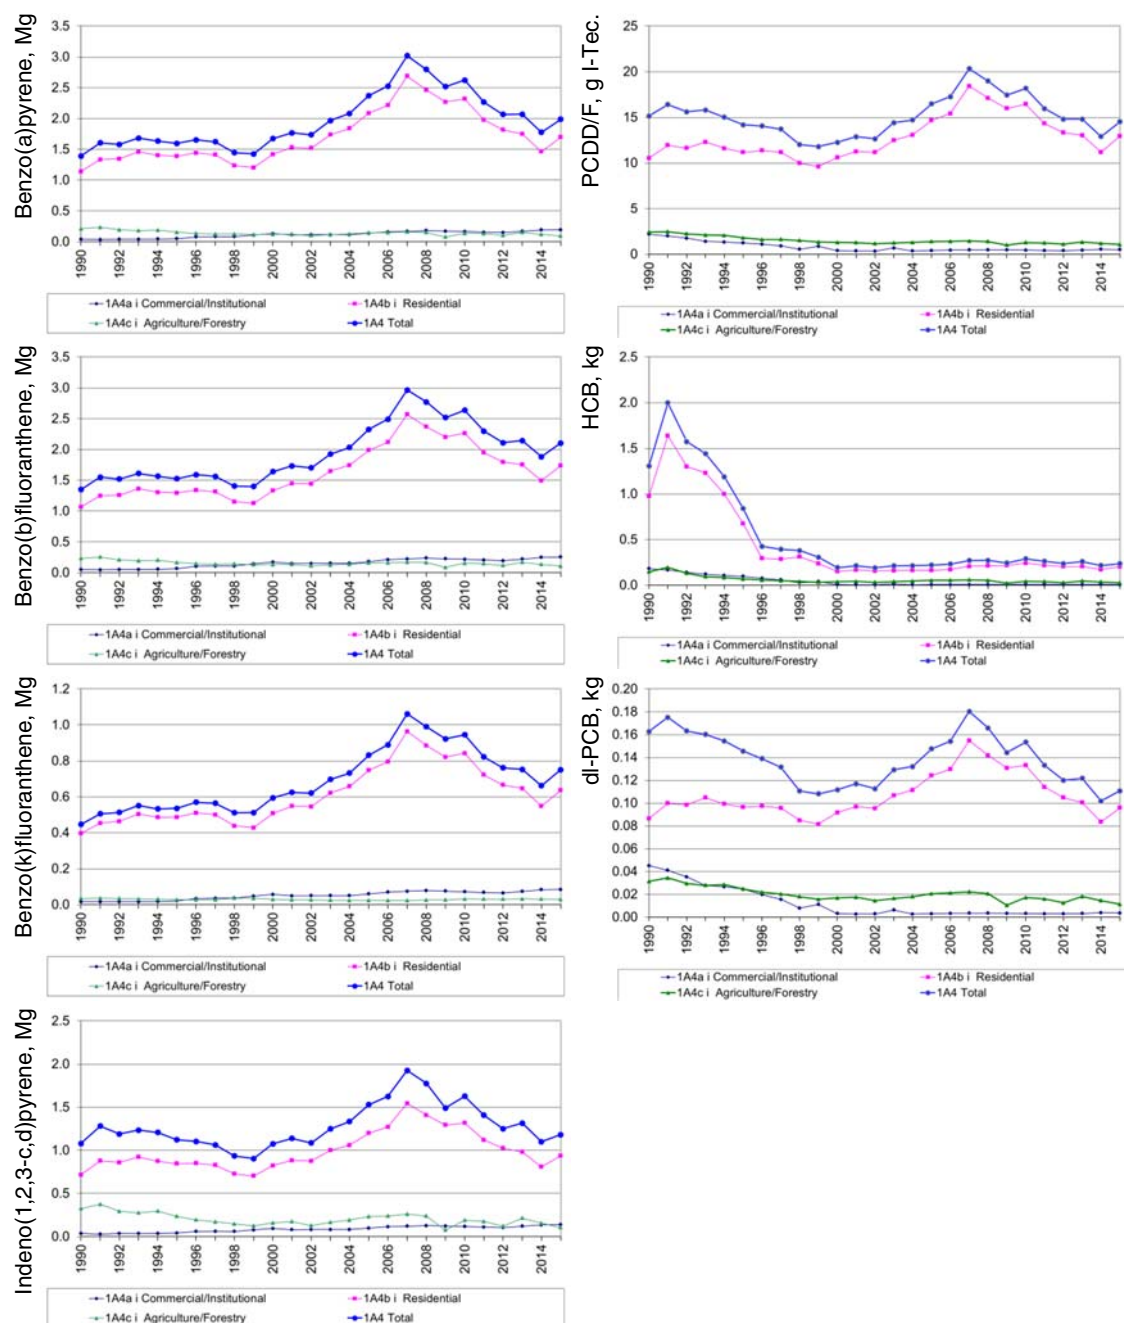 Benzo(a)pyrene, Mg
3.5
3.0
2.5
2.0
1.5
1.0
0.5
0.0
1990 1992 1994 1996 1998 2000 2002 2004 2006 2008 2010 2012 2014
1A4a i Commercial/Institutional 1A4b i Residential
1A4c i Agriculture/Forestry 1A4 Total
PCDD/F, g I-Tec.
25
20
15
10
5
0
1990 1992 1994 1996 1998 2000 2002 2004 2006 2008 2010 2012 2014
1A4a i Commercial/Institutional 1A4b i Residential
1A4c i Agriculture/Forestry 1A4 Total
Benzo(b)fluoranthene, Mg
3.5
3.0
2.5
2.0
1.5
1.0
0.5
0.0
1990 1992 1994 1996 1998 2000 2002 2004 2006 2008 2010 2012 2014
1A4a i Commercial/Institutional 1A4b i Residential
1A4c i Agriculture/Forestry 1A4 Total
HCB, kg
2.5
2.0
1.5
1.0
0.5
0.0
1990 1992 1994 1996 1998 2000 2002 2004 2006 2008 2010 2012 2014
1A4a i Commercial/Institutional 1A4b i Residential
1A4c i Agriculture/Forestry 1A4 Total
Benzo(k)fluoranthene, Mg
1.2
1.0
0.8
0.6
0.4
0.2
0.0
1990 1992 1994 1996 1998 2000 2002 2004 2006 2008 2010 2012 2014
1A4a i Commercial/Institutional 1A4b i Residential
1A4c i Agriculture/Forestry 1A4 Total
dl-PCB, kg
0.20
0.18
0.16
0.14
0.12
0.10
0.08
0.06
0.04
0.02
0.00
1990 1992 1994 1996 1998 2000 2002 2004 2006 2008 2010 2012 2014
1A4a i Commercial/Institutional 1A4b i Residential
1A4c i Agriculture/Forestry 1A4 Total
Indeno(1,2,3-c,d)pyrene, Mg
2.5
2.0
1.5
1.0
0.5
0.0
1990 1992 1994 1996 1998 2000 2002 2004 2006 2008 2010 2012 2014
1A4a i Commercial/Institutional 1A4b i Residential
1A4c i Agriculture/Forestry 1A4 Total